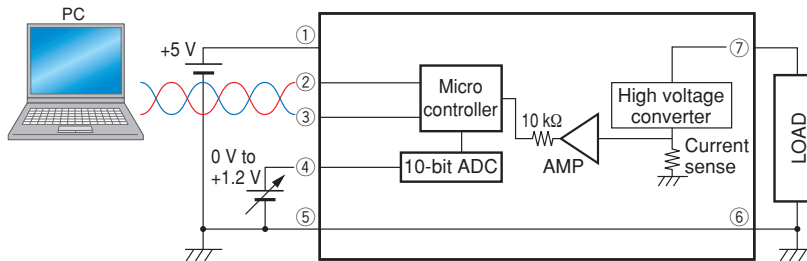 PC
+5 V
①
②
③
④
⑤
⑥
⑦
0 V to
+1.2 V
Micro
controller
10-bit ADC
10 kΩ
AMP
High voltage
converter
Current
sense
LOAD